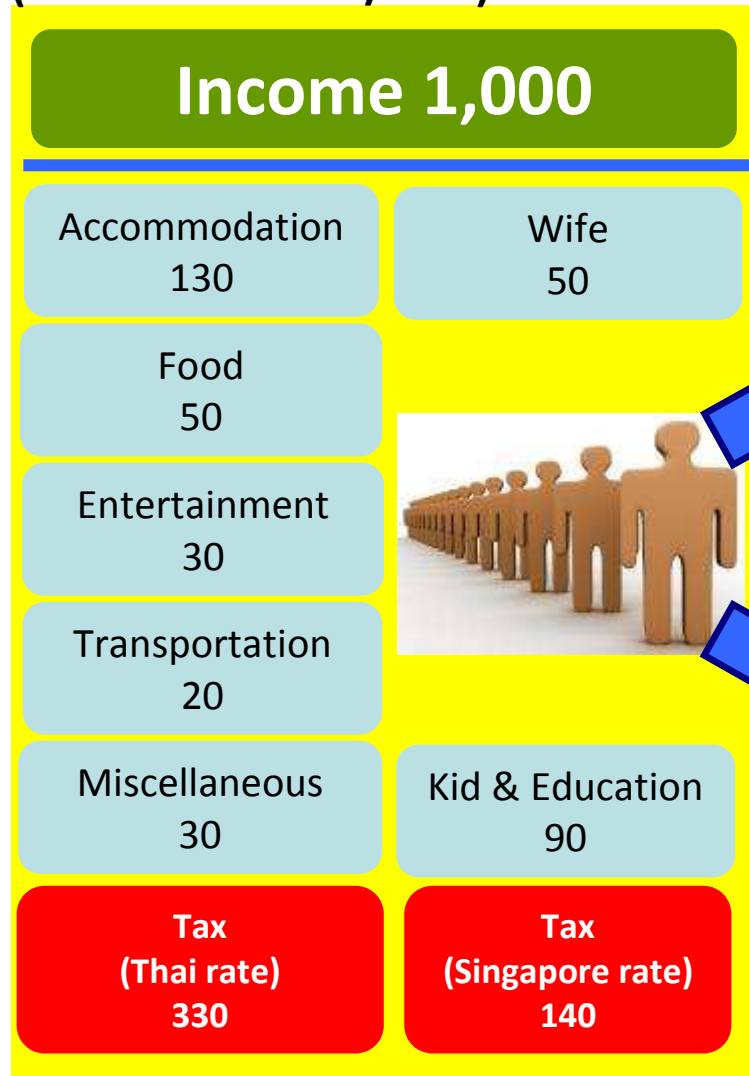 Income 1,000
Accommodation
130
Wife
50
Food
50
Entertainment
30
Transportation
20
Miscellaneous
30
Kid & Education
90
Tax
(Thai rate)
330
Tax
(Singapore rate)
140